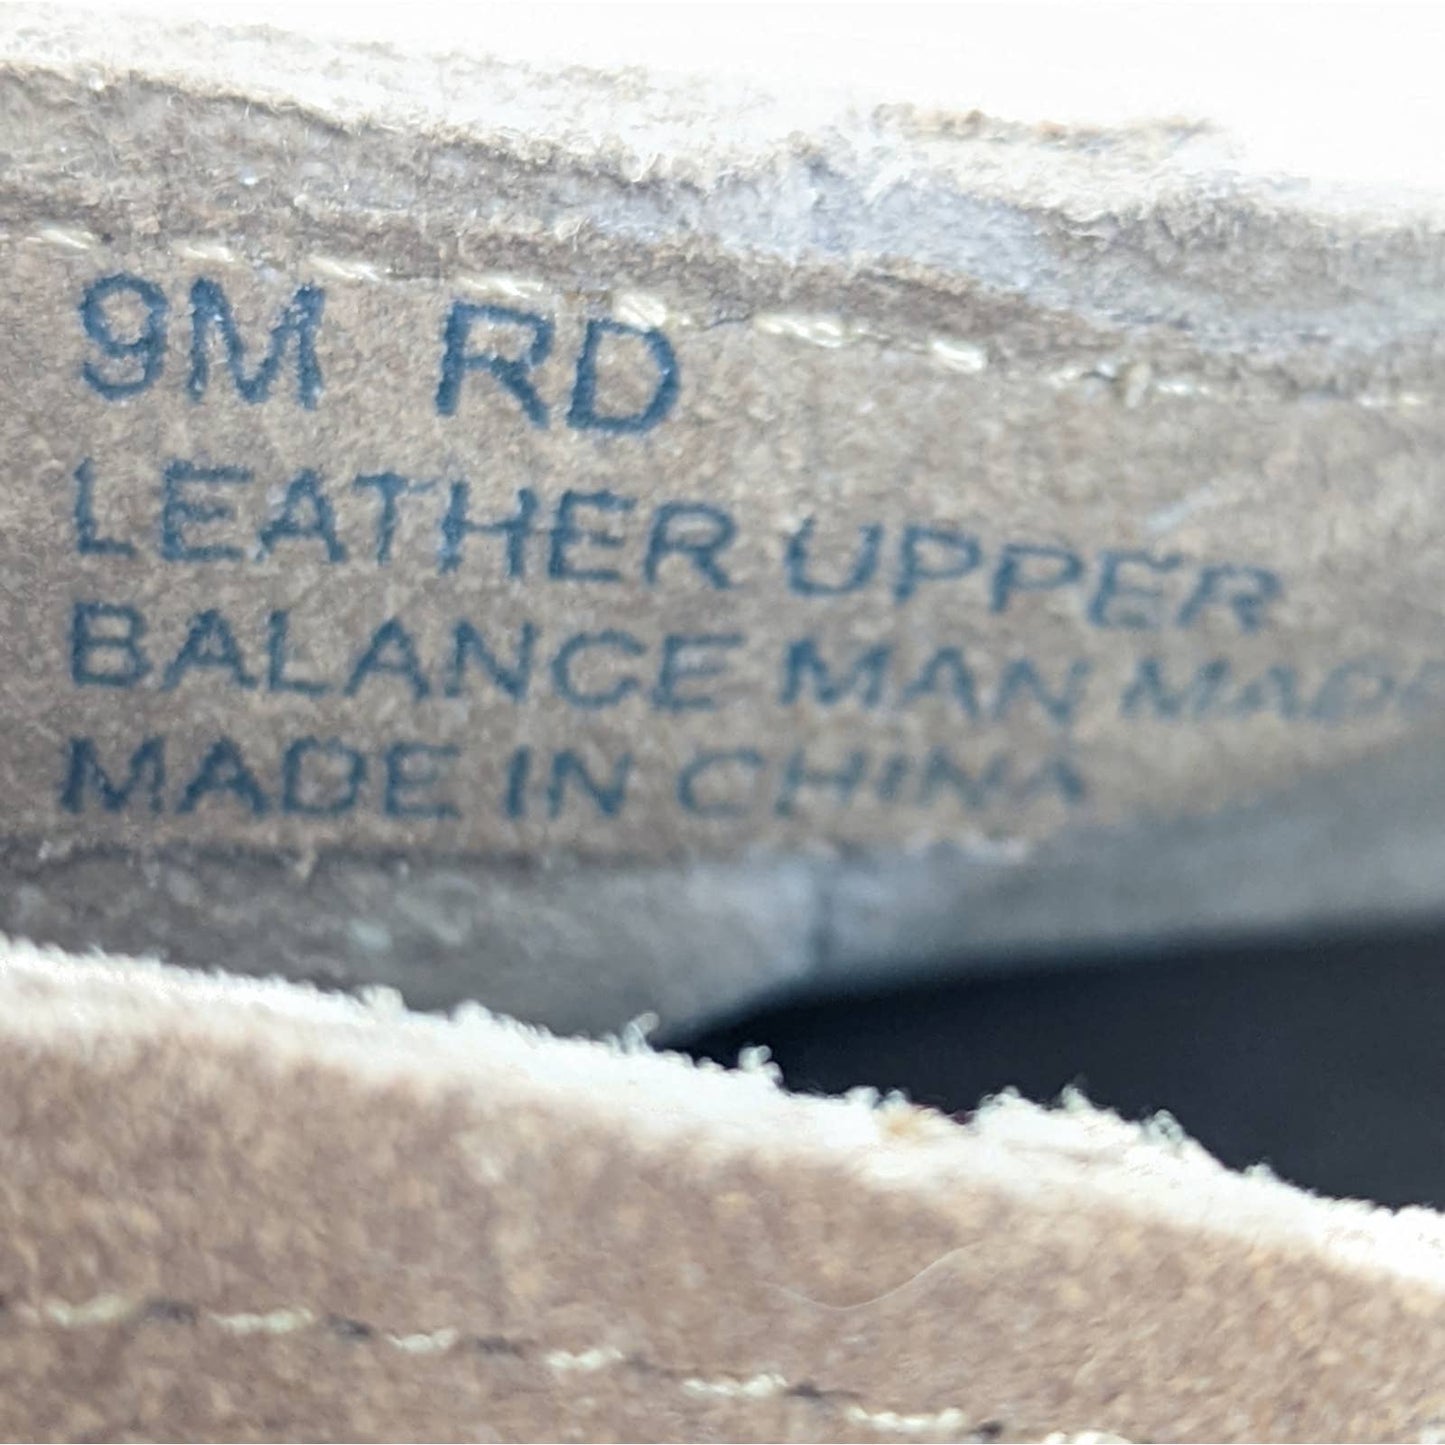 9M RD
LEATHER UPPER
BALANCE MAN MADE
MADE IN CHINA